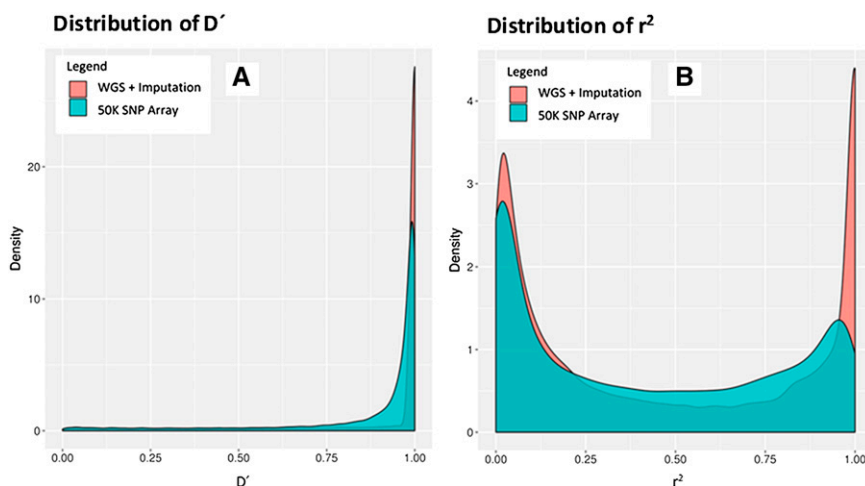 Distribution of D´
Legend
WGS + Imputation
50K SNP Array
A
Density
20
10
0
0.00
0.25
0.50
0.75
1.00
D´
Distribution of r²
Legend
WGS + Imputation
50K SNP Array
B
Density
4
3
2
1
0
0.00
0.25
0.50
0.75
1.00
r²